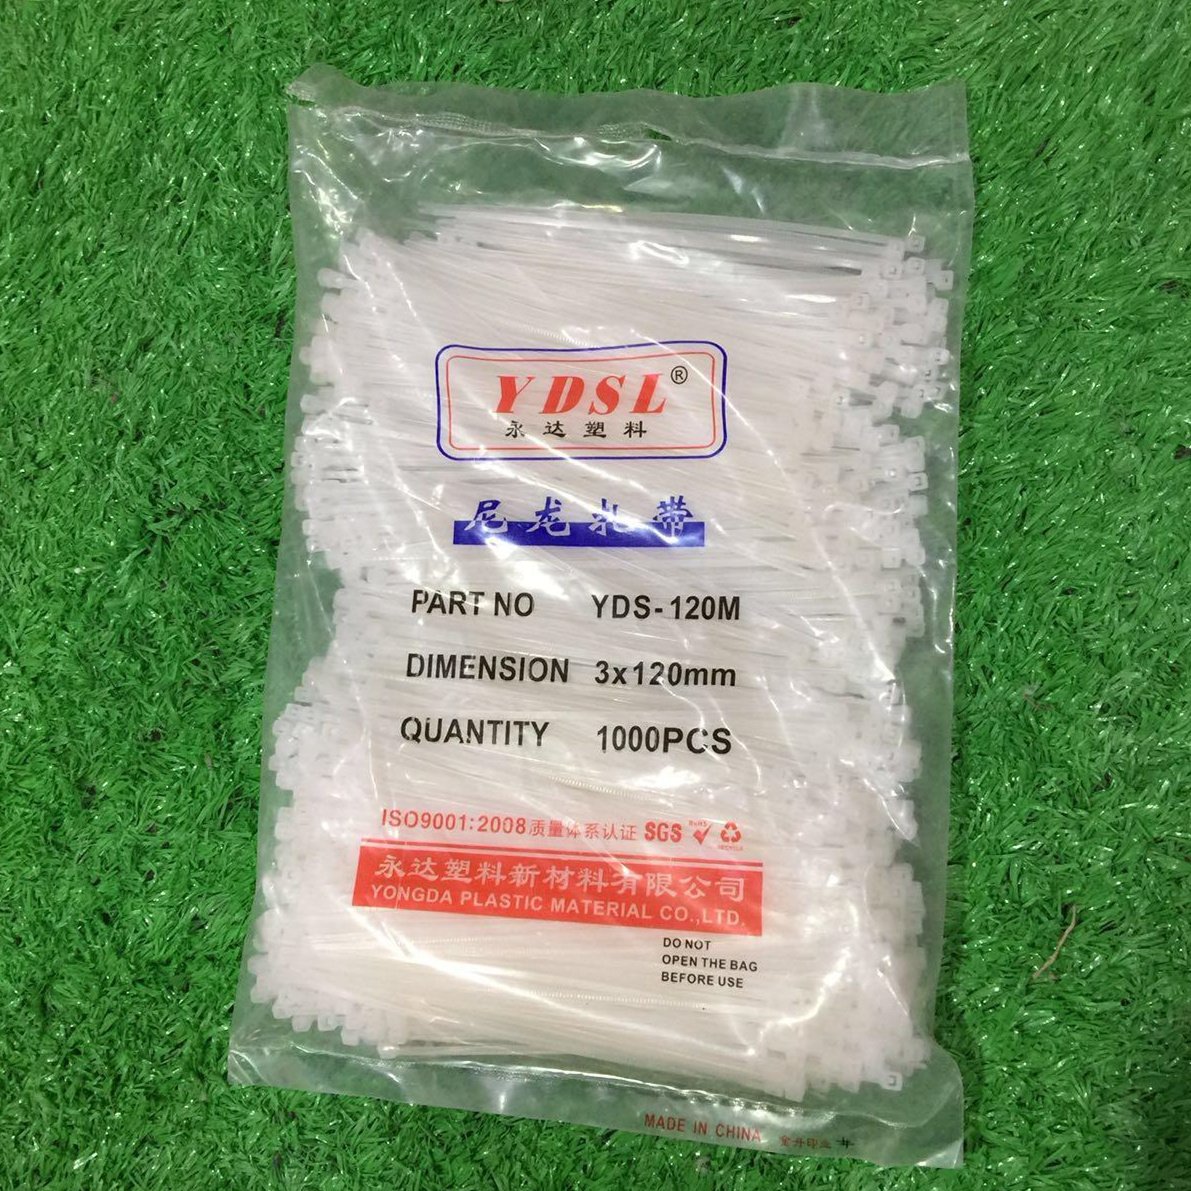 YDSL®
永达塑料
尼龙扎带
PART NO YDS-120M
DIMENSION 3x120mm
QUANTITY 1000PCS
ISO9001:2008质量体系认证 SGS RoHS RECYCLE
永达塑料新材料有限公司
YONGDA PLASTIC MATERIAL CO.,LTD.
DO NOT
OPEN THE BAG
BEFORE USE
MADE IN CHINA